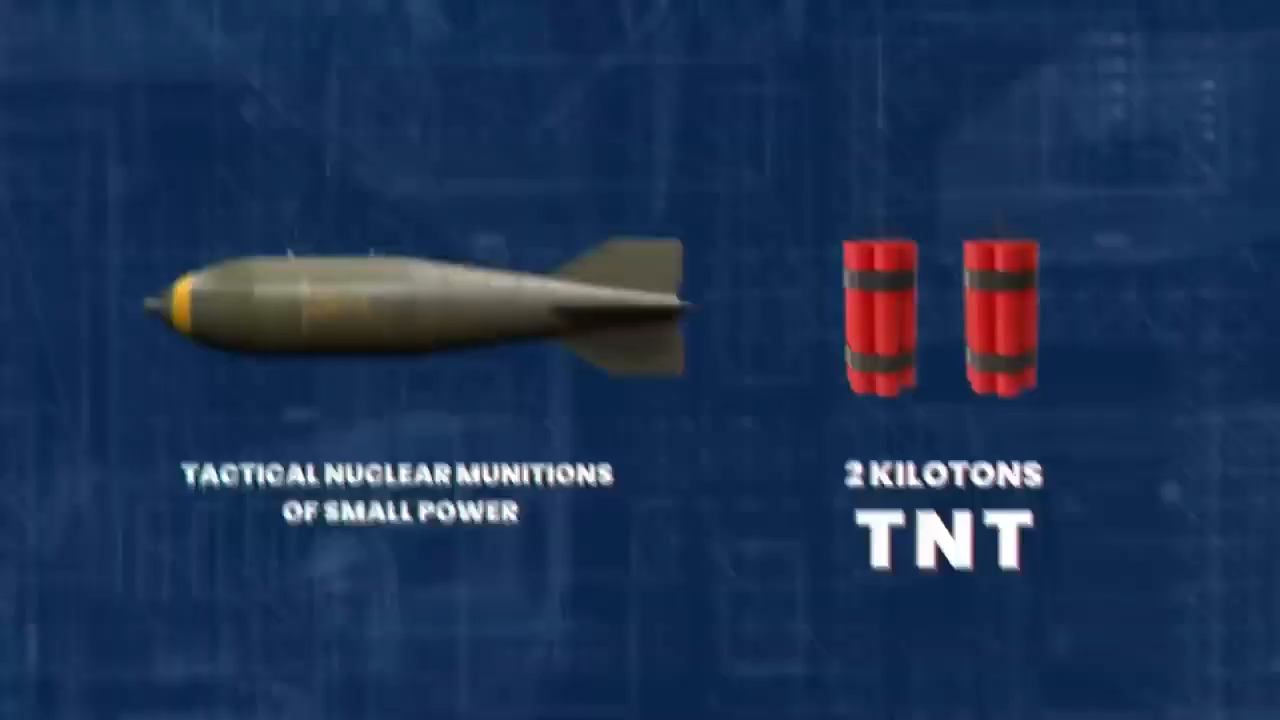 TACTICAL NUCLEAR MUNITIONS
OF SMALL POWER
2 KILOTONS
TNT